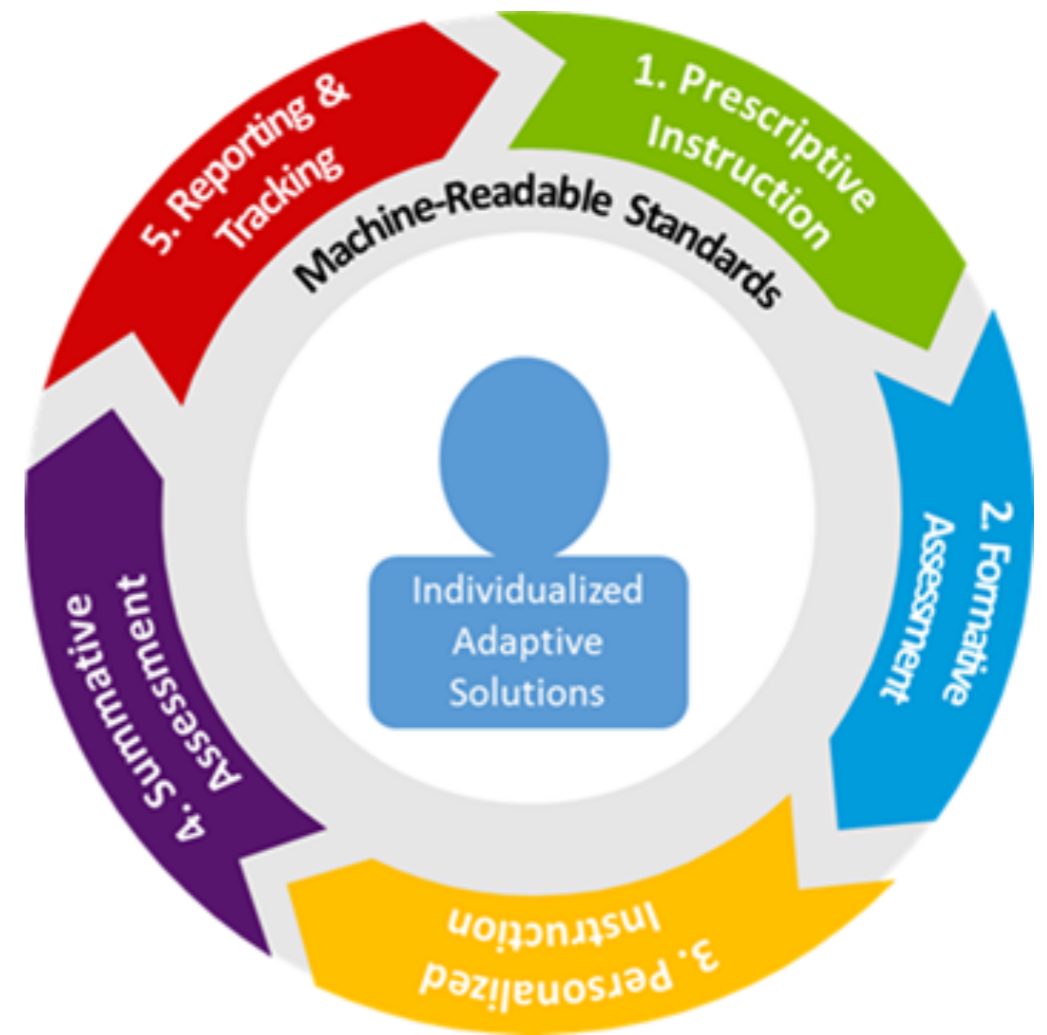 1. Prescriptive
Instruction
2. Formative
Assessment
3. Personalized
Instruction
4. Summative
Assessment
5. Reporting &
Tracking
Machine-Readable Standards
Individualized
Adaptive
Solutions